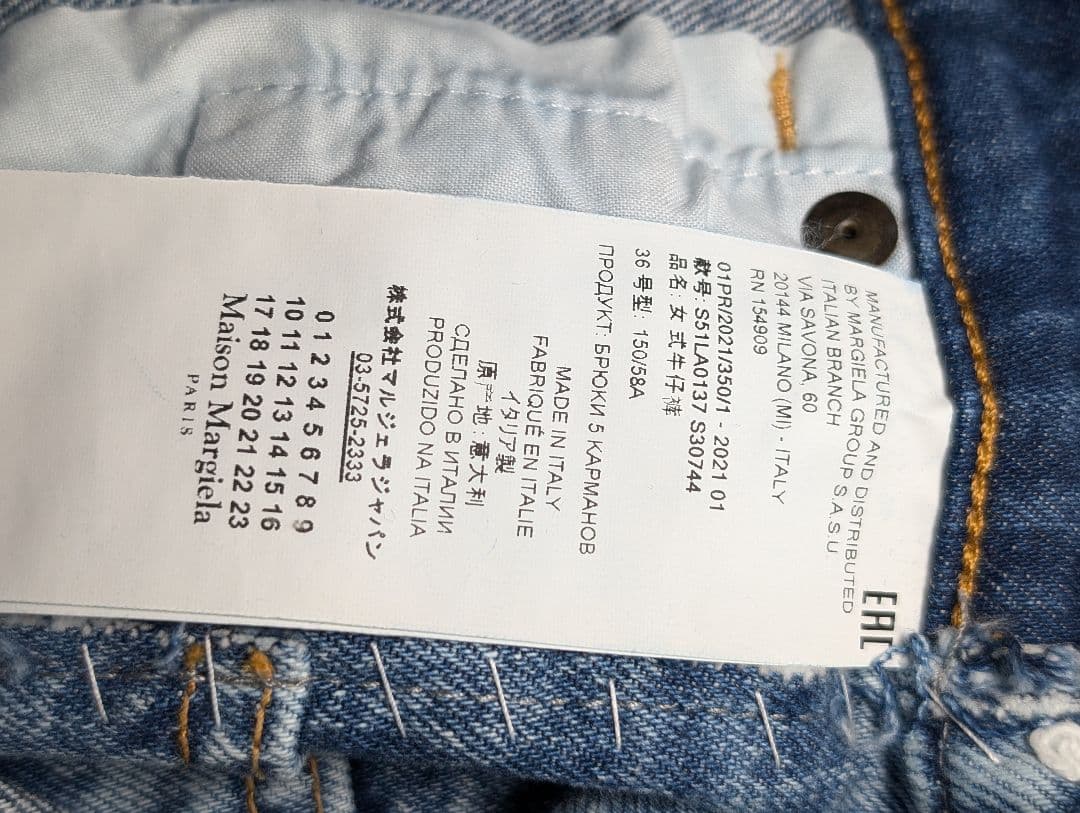 EAC
MANUFACTURED AND DISTRIBUTED
BY MARGIELA GROUP S.A.S.U
ITALIAN BRANCH
VIA SAVONA, 60
20144 MILANO (MI) - ITALY
RN 154909
01PR/2021/350/1 - 2021 01
款号: S51LA0137 S30744
品名: 女式牛仔裤
36 号型: 150/58A
ПРОДУКТ: БРЮКИ 5 КАРМАНОВ
MADE IN ITALY
FABRIQUÉ EN ITALIE
イタリア製
原产地: 意大利
СДЕЛАНО В ИТАЛИИ
PRODUZIDO NA ITALIA
株式会社マルジェラジャパン
03-5725-2333
0 1 2 3 4 5 6 7 8 9
10 11 12 13 14 15 16
17 18 19 20 21 22 23
Maison Margiela
PARIS